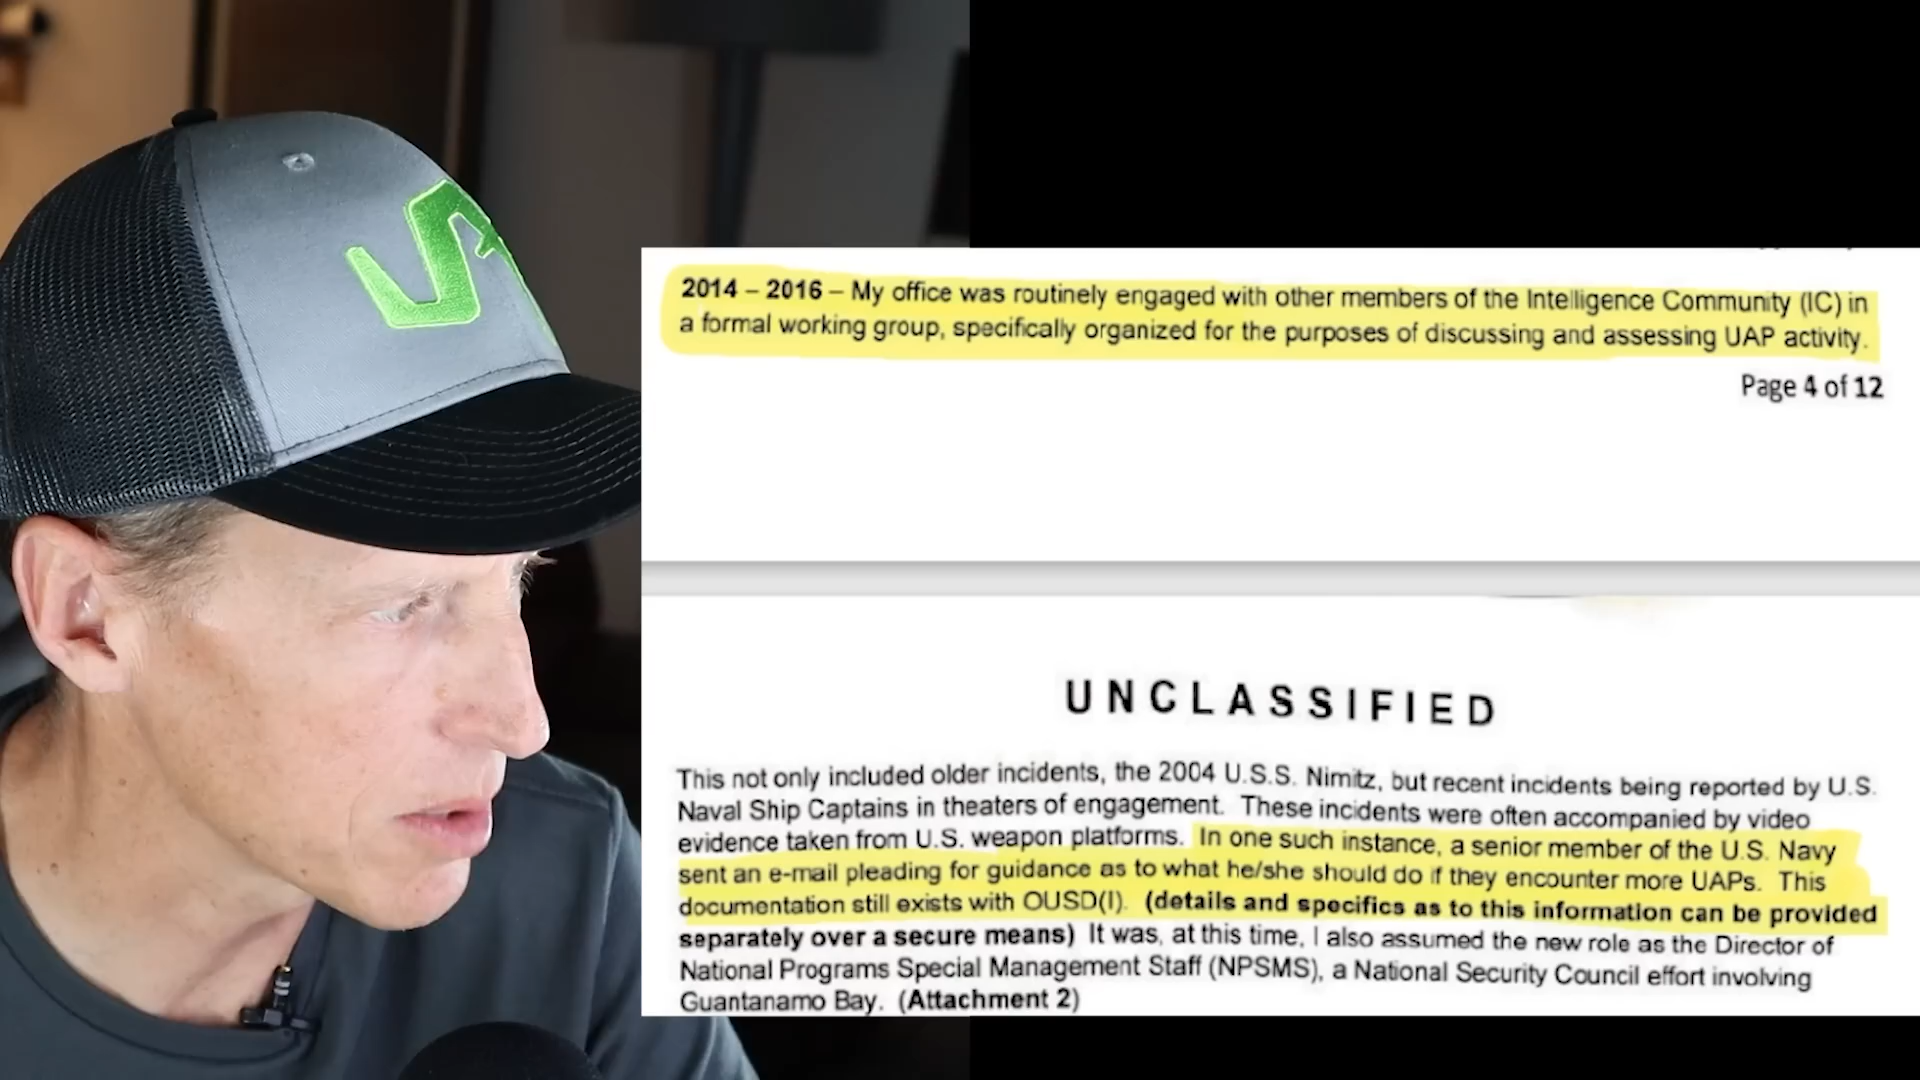 2014 – 2016 – My office was routinely engaged with other members of the Intelligence Community (IC) in
a formal working group, specifically organized for the purposes of discussing and assessing UAP activity.
Page 4 of 12
UNCLASSIFIED
This not only included older incidents, the 2004 U.S.S. Nimitz, but recent incidents being reported by U.S.
Naval Ship Captains in theaters of engagement. These incidents were often accompanied by video
evidence taken from U.S. weapon platforms. In one such instance, a senior member of the U.S. Navy
sent an e-mail pleading for guidance as to what he/she should do if they encounter more UAPs. This
documentation still exists with OUSD(I). (details and specifics as to this information can be provided
separately over a secure means) It was, at this time, I also assumed the new role as the Director of
National Programs Special Management Staff (NPSMS), a National Security Council effort involving
Guantanamo Bay. (Attachment 2)